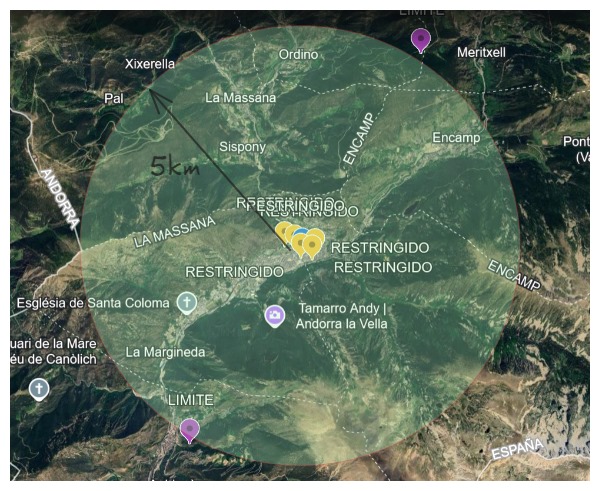 LIMITE
Ordino
Meritxell
Xixerella
Pal
La Massana
ENCAMP
Encamp
Pont
(Va
Sispony
5km
ANDORRA
RESTRINGIDO
RESTRINGIDO
RESTRINGIDO
LA MASSANA
RESTRINGIDO
RESTRINGIDO
RESTRINGIDO
ENCAMP
Església de Santa Coloma
Tamarro Andy |
Andorra la Vella
uari de la Mare
éu de Canòlich
La Margineda
LIMITE
ESPAÑA